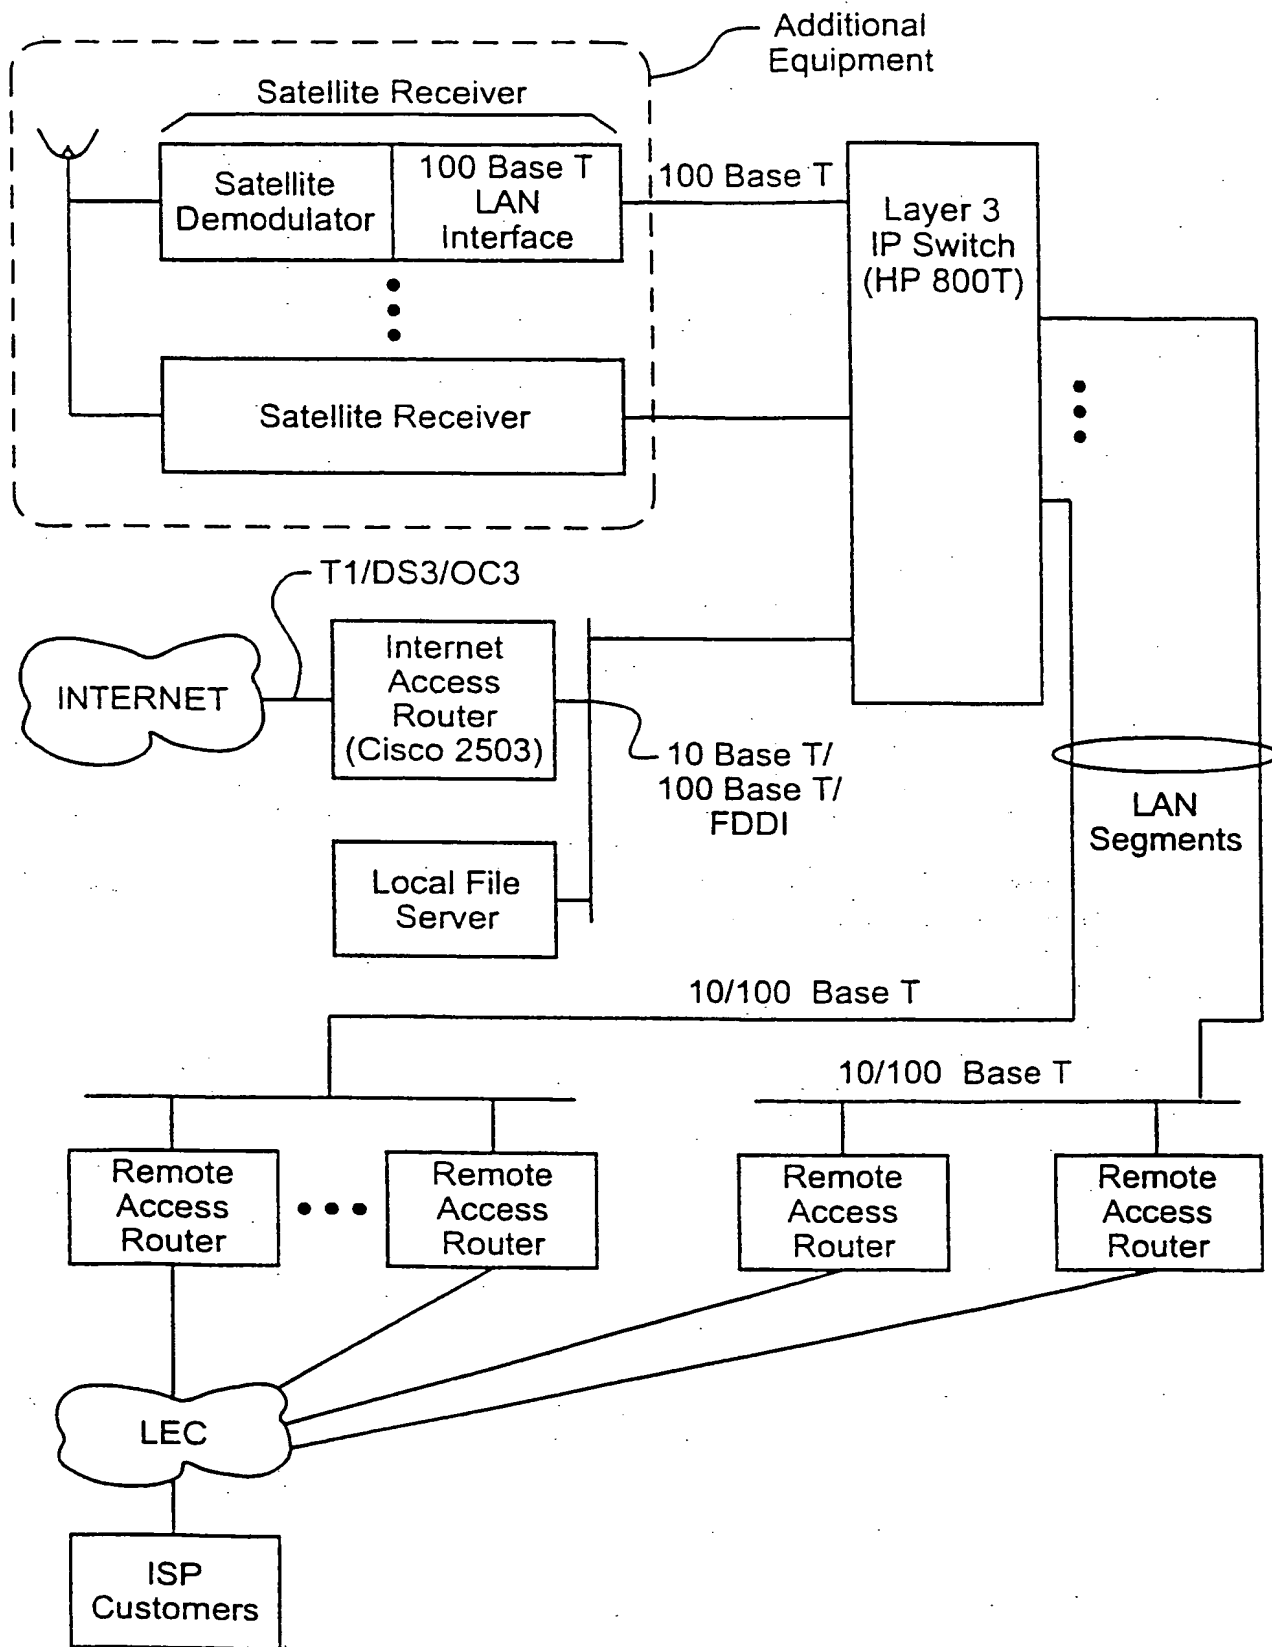 Additional
Equipment
Satellite Receiver
Satellite
Demodulator
100 Base T
LAN
Interface
100 Base T
Layer 3
IP Switch
(HP 800T)
Satellite Receiver
T1/DS3/OC3
INTERNET
Internet
Access
Router
(Cisco 2503)
10 Base T/
100 Base T/
FDDI
LAN
Segments
Local File
Server
10/100 Base T
10/100 Base T
Remote
Access
Router
Remote
Access
Router
Remote
Access
Router
Remote
Access
Router
LEC
ISP
Customers